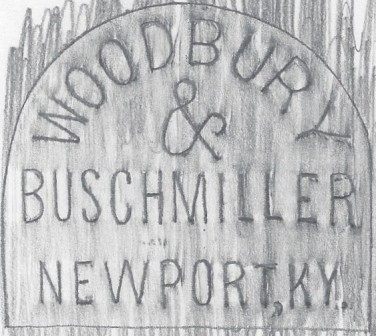 WOODBURY
&
BUSCHMILLER
NEWPORT, KY.